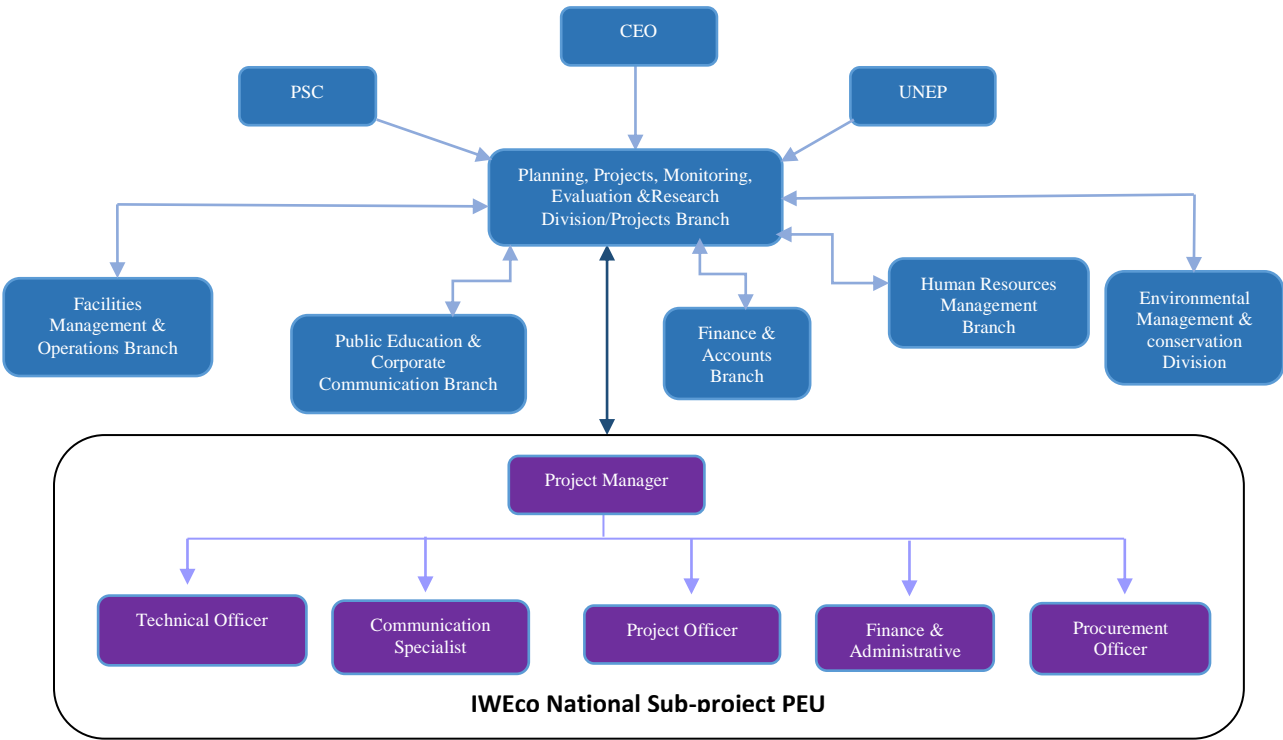 CEO
PSC
UNEP
Planning, Projects, Monitoring,
Evaluation &Research
Division/Projects Branch
Facilities
Management &
Operations Branch
Public Education &
Corporate
Communication Branch
Finance &
Accounts
Branch
Human Resources
Management
Branch
Environmental
Management &
conservation
Division
Project Manager
Technical Officer
Communication
Specialist
Project Officer
Finance &
Administrative
Procurement
Officer
IWEco National Sub-project PEU